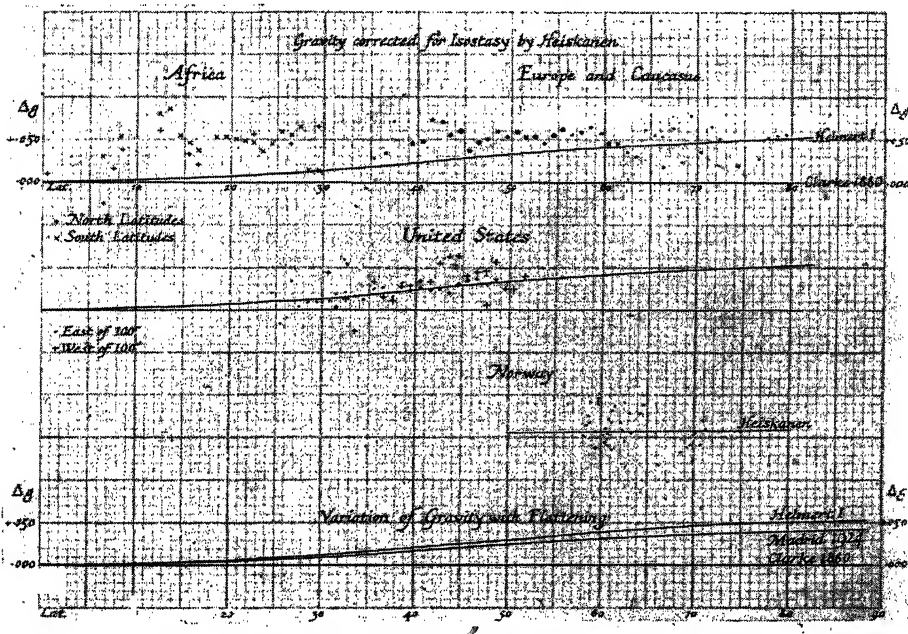 Gravity corrected for Isostasy by Heiskanen
Africa
Europe and Caucasus
Δg
Δg
+.050
+.050
Helmert I
.000
Lat.
10
20
30
40
50
60
70
80
Clarke 1880
.000
• North Latitudes
× South Latitudes
United States
· East of 100°
+ West of 100°
Norway
Heiskanen
Δg
Δg
+.050
Variation of Gravity with Flattening
Helmert I
+.050
Madrid 1924
.000
Clarke 1880
.000
Lat.
20
30
40
50
60
70
80
90